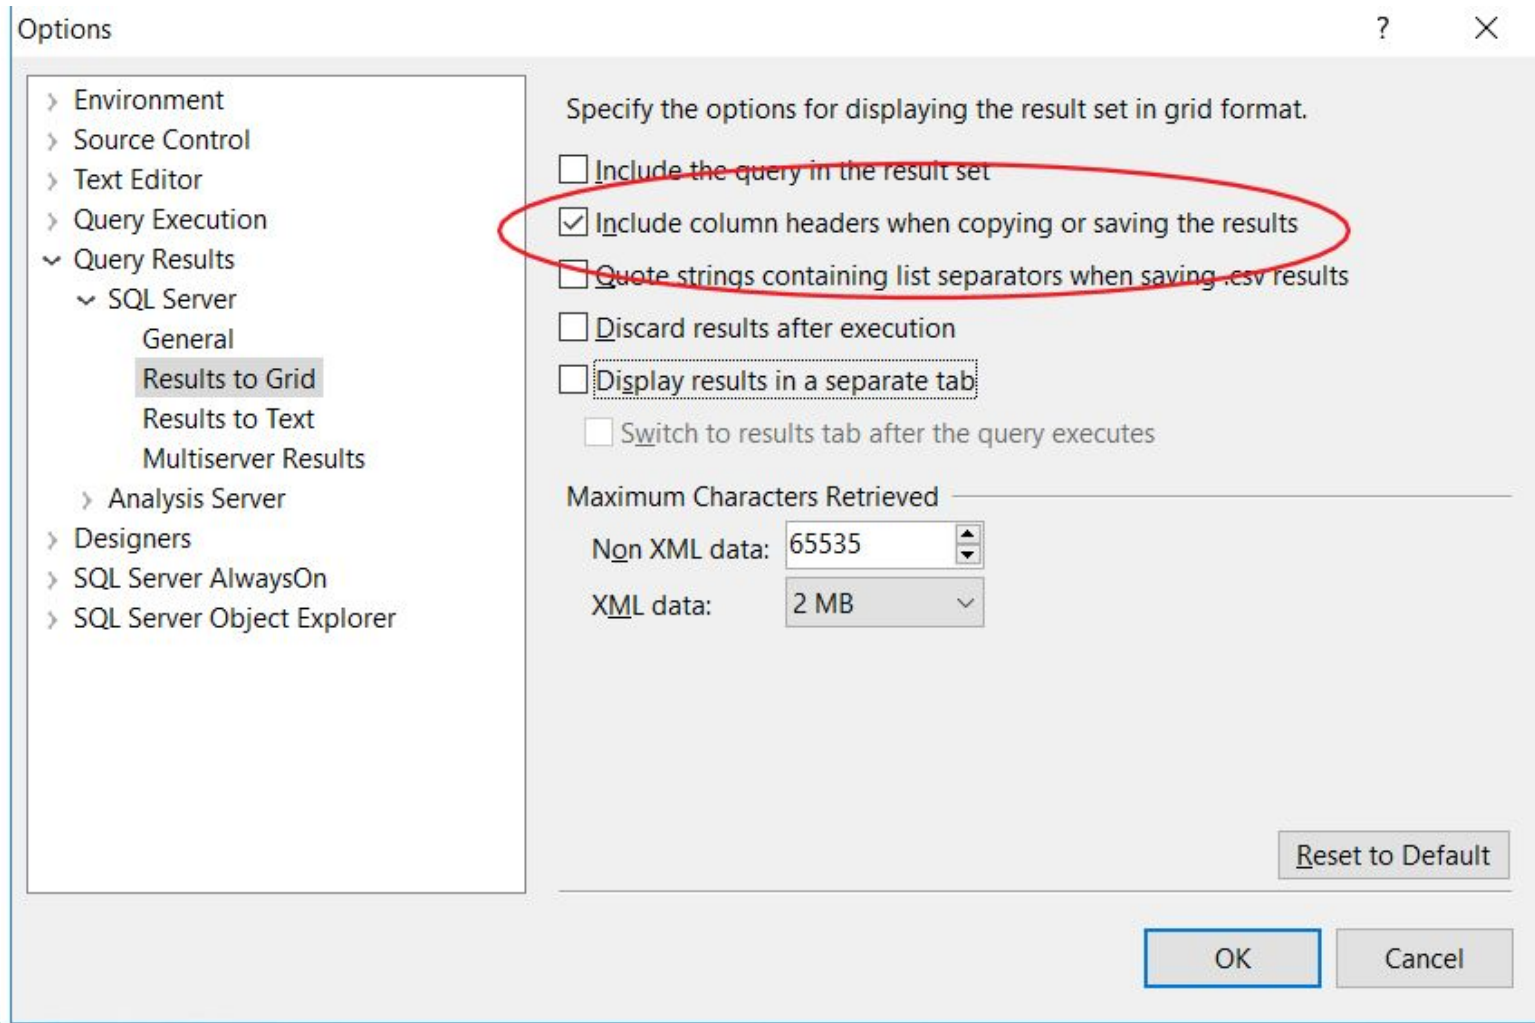 Options
?
Environment
Source Control
Text Editor
Query Execution
Query Results
SQL Server
General
Results to Grid
Results to Text
Multiserver Results
Analysis Server
Designers
SQL Server AlwaysOn
SQL Server Object Explorer
Specify the options for displaying the result set in grid format.
Include the query in the result set
Include column headers when copying or saving the results
Quote strings containing list separators when saving .csv results
Discard results after execution
Display results in a separate tab
Switch to results tab after the query executes
Maximum Characters Retrieved
Non XML data: 65535
XML data: 2 MB
Reset to Default
OK Cancel